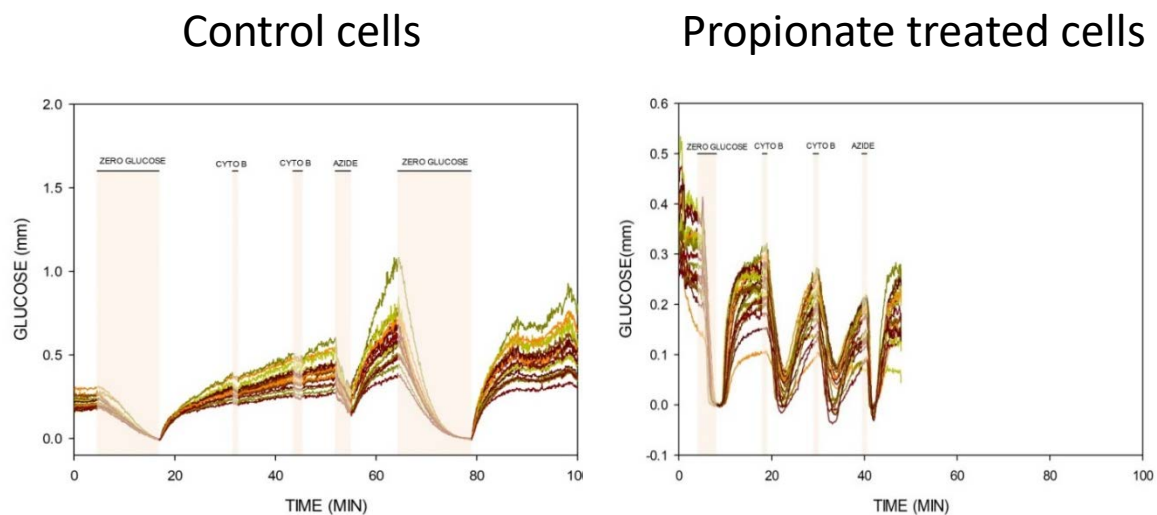 Control cells
Propionate treated cells
2.0
1.5
1.0
0.5
0.0
GLUCOSE (mm)
ZERO GLUCOSE
CYTO B
CYTO B
AZIDE
ZERO GLUCOSE
0
20
40
60
80
100
TIME (MIN)
0.6
0.5
0.4
0.3
0.2
0.1
0.0
-0.1
GLUCOSE(mm)
ZERO GLUCOSE
CYTO B
CYTO B
AZIDE
0
20
40
60
80
100
TIME (MIN)